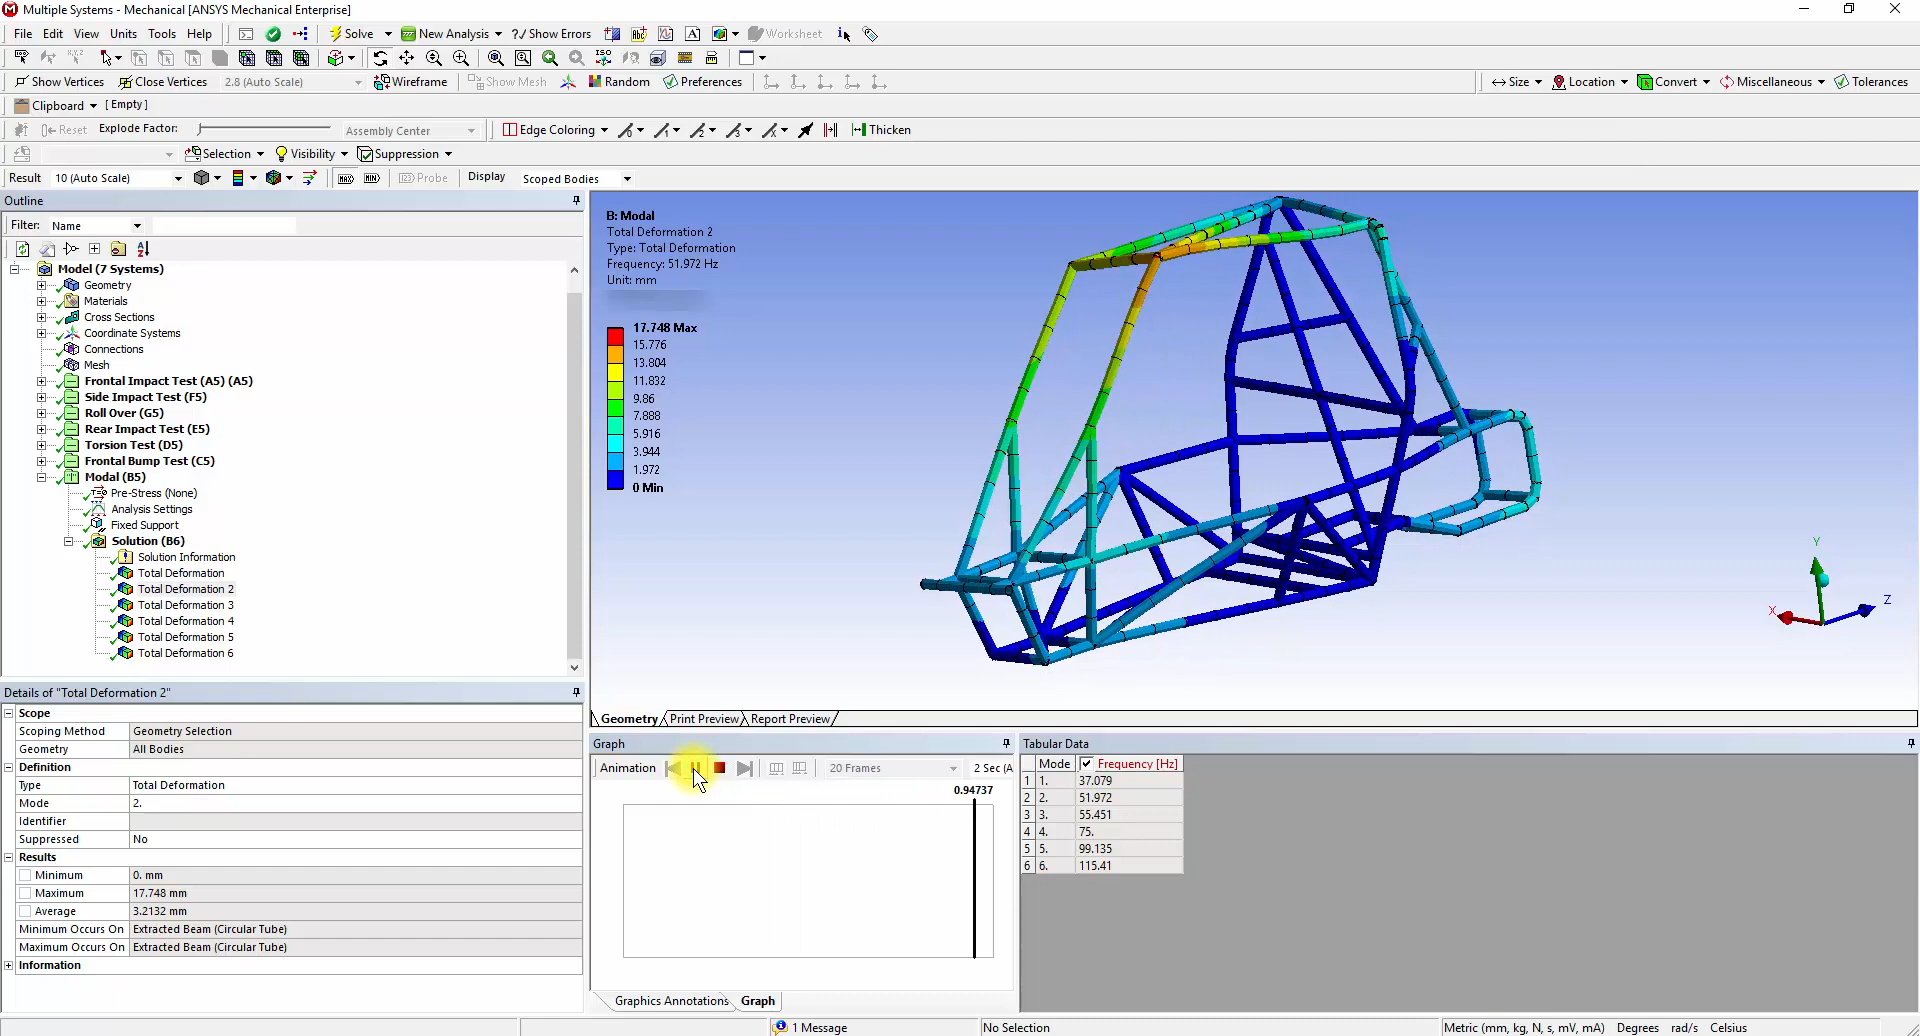 Multiple Systems - Mechanical [ANSYS Mechanical Enterprise]
File Edit View Units Tools Help Solve New Analysis ?/ Show Errors Worksheet
Show Vertices Close Vertices 2.8 (Auto Scale) Wireframe Show Mesh Random Preferences Size Location Convert Miscellaneous Tolerances
Clipboard [ Empty ]
Reset Explode Factor: Assembly Center Edge Coloring Thicken
Selection Visibility Suppression
Result 10 (Auto Scale) MAX MIN Probe Display Scoped Bodies
Outline
Filter: Name
Model (7 Systems)
Geometry
Materials
Cross Sections
Coordinate Systems
Connections
Mesh
Frontal Impact Test (A5) (A5)
Side Impact Test (F5)
Roll Over (G5)
Rear Impact Test (E5)
Torsion Test (D5)
Frontal Bump Test (C5)
Modal (B5)
Pre-Stress (None)
Analysis Settings
Fixed Support
Solution (B6)
Solution Information
Total Deformation
Total Deformation 2
Total Deformation 3
Total Deformation 4
Total Deformation 5
Total Deformation 6
B: Modal
Total Deformation 2
Type: Total Deformation
Frequency: 51.972 Hz
Unit: mm
17.748 Max
15.776
13.804
11.832
9.86
7.888
5.916
3.944
1.972
0 Min
Y
X
Z
Geometry Print Preview Report Preview
Details of "Total Deformation 2"
Scope
Scoping Method Geometry Selection
Geometry All Bodies
Definition
Type Total Deformation
Mode 2.
Identifier
Suppressed No
Results
Minimum 0. mm
Maximum 17.748 mm
Average 3.2132 mm
Minimum Occurs On Extracted Beam (Circular Tube)
Maximum Occurs On Extracted Beam (Circular Tube)
Information
Graph
Animation 20 Frames 2 Sec (A
0.94737
Graphics Annotations Graph
Tabular Data
Mode Frequency [Hz]
1 1. 37.079
2 2. 51.972
3 3. 55.451
4 4. 75.
5 5. 99.135
6 6. 115.41
1 Message No Selection Metric (mm, kg, N, s, mV, mA) Degrees rad/s Celsius